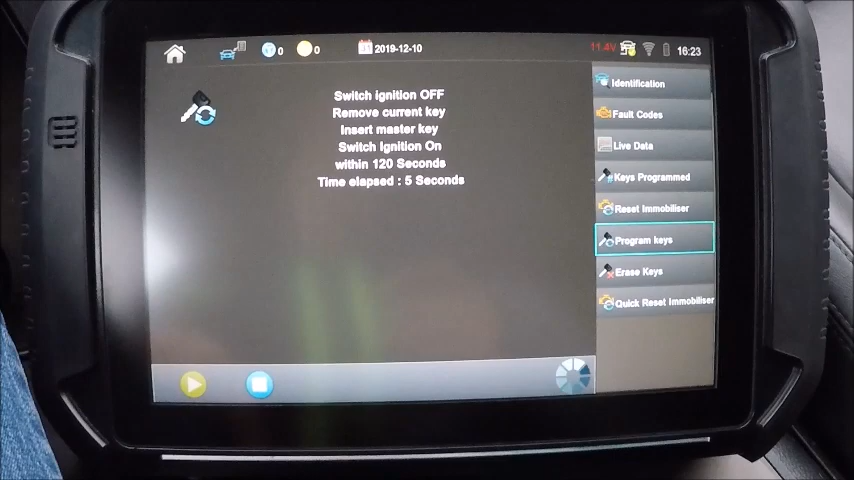 0
0
2019-12-10
11.4V
16:23
Switch ignition OFF
Remove current key
Insert master key
Switch Ignition On
within 120 Seconds
Time elapsed : 5 Seconds
Identification
Fault Codes
Live Data
Keys Programmed
Reset Immobiliser
Program keys
Erase Keys
Quick Reset Immobiliser